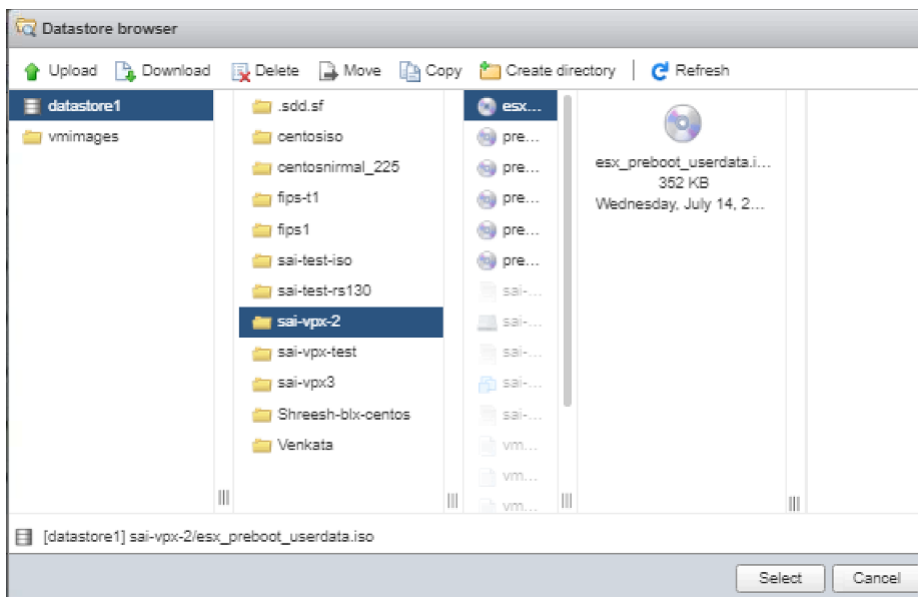 Datastore browser
Upload Download Delete Move Copy Create directory Refresh
datastore1
vmimages
.sdd.sf
centosiso
centosnirmal_225
fips-t1
fips1
sai-test-iso
sai-test-rs130
sai-vpx-2
sai-vpx-test
sai-vpx3
Shreesh-blx-centos
Venkata
esx...
pre...
pre...
pre...
pre...
pre...
sai-...
sai-...
sai-...
sai-...
sai-...
vm...
vm...
vm...
esx_preboot_userdata.i...
352 KB
Wednesday, July 14, 2...
[datastore1] sai-vpx-2/esx_preboot_userdata.iso
Select Cancel